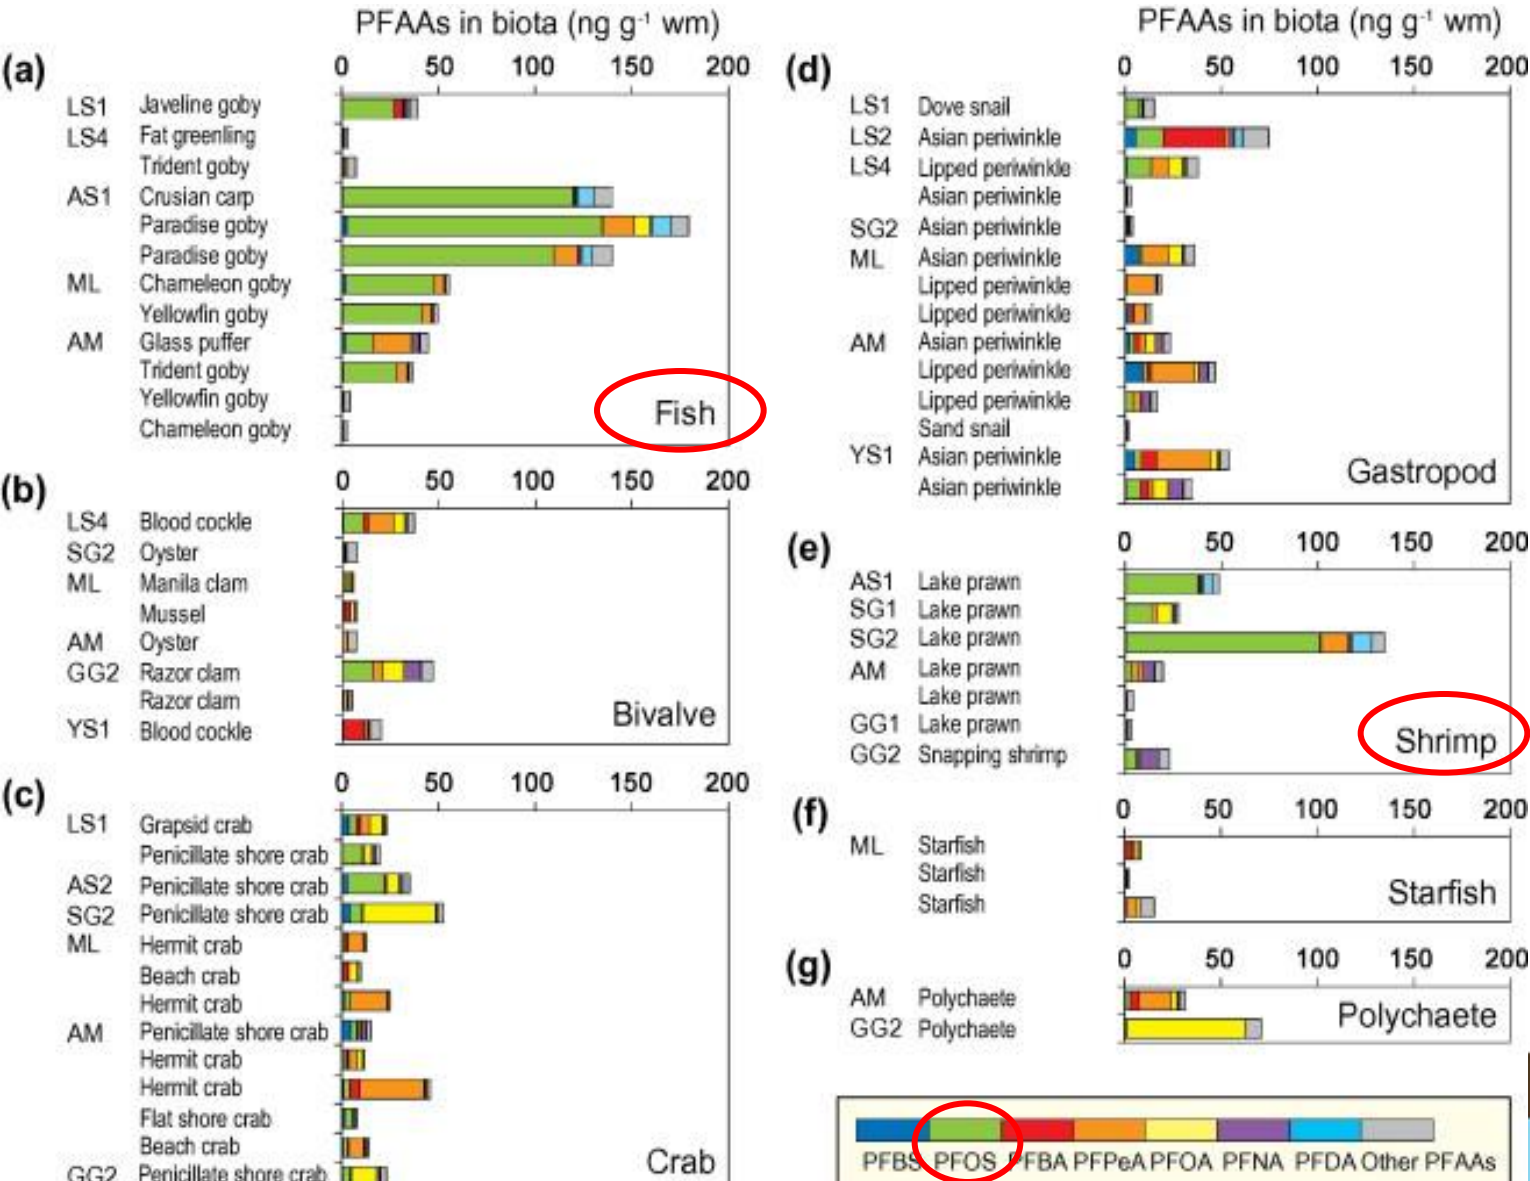 PFAAs in biota (ng g⁻¹ wm)
0 50 100 150 200
(a)
LS1 Javeline goby
LS4 Fat greenling
Trident goby
AS1 Crusian carp
Paradise goby
Paradise goby
ML Chameleon goby
Yellowfin goby
AM Glass puffer
Trident goby
Yellowfin goby
Chameleon goby
Fish
(b)
0 50 100 150 200
LS4 Blood cockle
SG2 Oyster
ML Manila clam
Mussel
AM Oyster
GG2 Razor clam
Razor clam
YS1 Blood cockle
Bivalve
(c)
0 50 100 150 200
LS1 Grapsid crab
Penicillate shore crab
AS2 Penicillate shore crab
SG2 Penicillate shore crab
ML Hermit crab
Beach crab
Hermit crab
AM Penicillate shore crab
Hermit crab
Hermit crab
Flat shore crab
Beach crab
GG2 Penicillate shore crab
Crab
PFAAs in biota (ng g⁻¹ wm)
0 50 100 150 200
(d)
LS1 Dove snail
LS2 Asian periwinkle
LS4 Lipped periwinkle
Asian periwinkle
SG2 Asian periwinkle
ML Asian periwinkle
Lipped periwinkle
Lipped periwinkle
AM Asian periwinkle
Lipped periwinkle
Lipped periwinkle
Sand snail
YS1 Asian periwinkle
Asian periwinkle
Gastropod
(e)
0 50 100 150 200
AS1 Lake prawn
SG1 Lake prawn
SG2 Lake prawn
AM Lake prawn
Lake prawn
GG1 Lake prawn
GG2 Snapping shrimp
Shrimp
(f)
0 50 100 150 200
ML Starfish
Starfish
Starfish
Starfish
(g)
0 50 100 150 200
AM Polychaete
GG2 Polychaete
Polychaete
PFBS PFOS PFBA PFPeA PFOA PFNA PFDA Other PFAAs